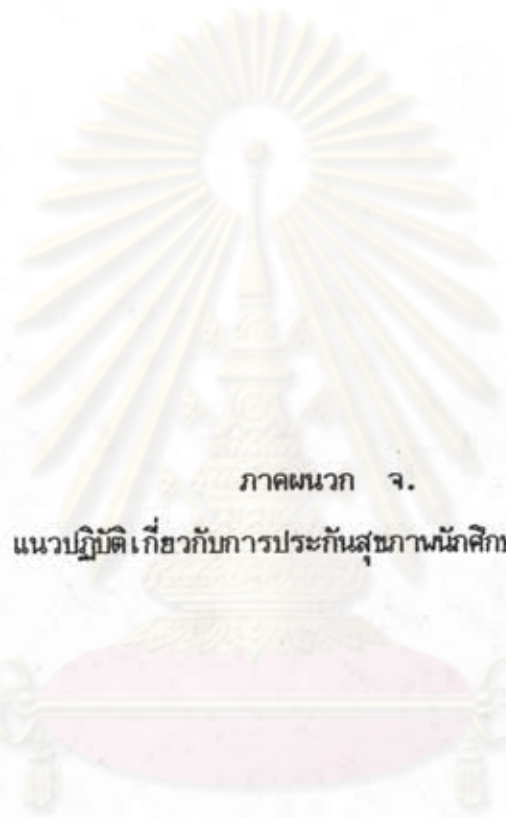 ภาคผนวก จ.
แนวปฏิบัติเกี่ยวกับการประกันสุขภาพนักศึก